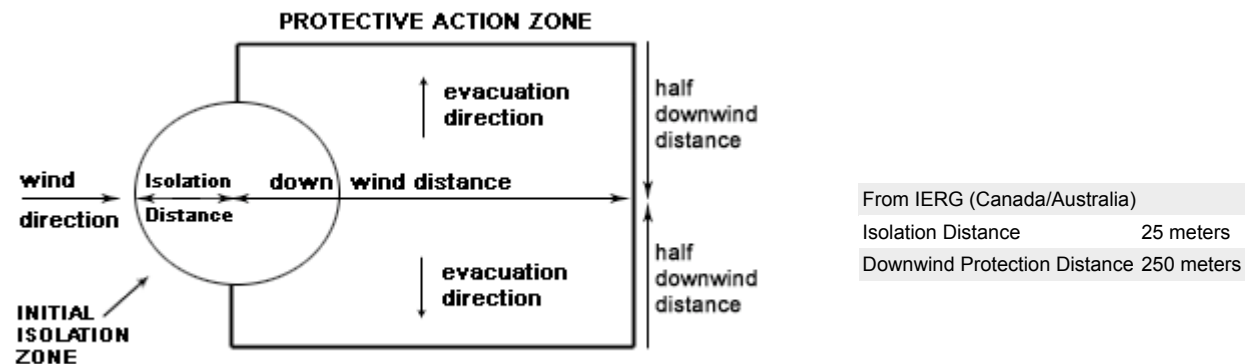 PROTECTIVE ACTION ZONE
evacuation
direction
half
downwind
distance
wind
direction
Isolation
Distance
down wind distance
evacuation
direction
half
downwind
distance
INITIAL
ISOLATION
ZONE
From IERG (Canada/Australia)
Isolation Distance 25 meters
Downwind Protection Distance 250 meters